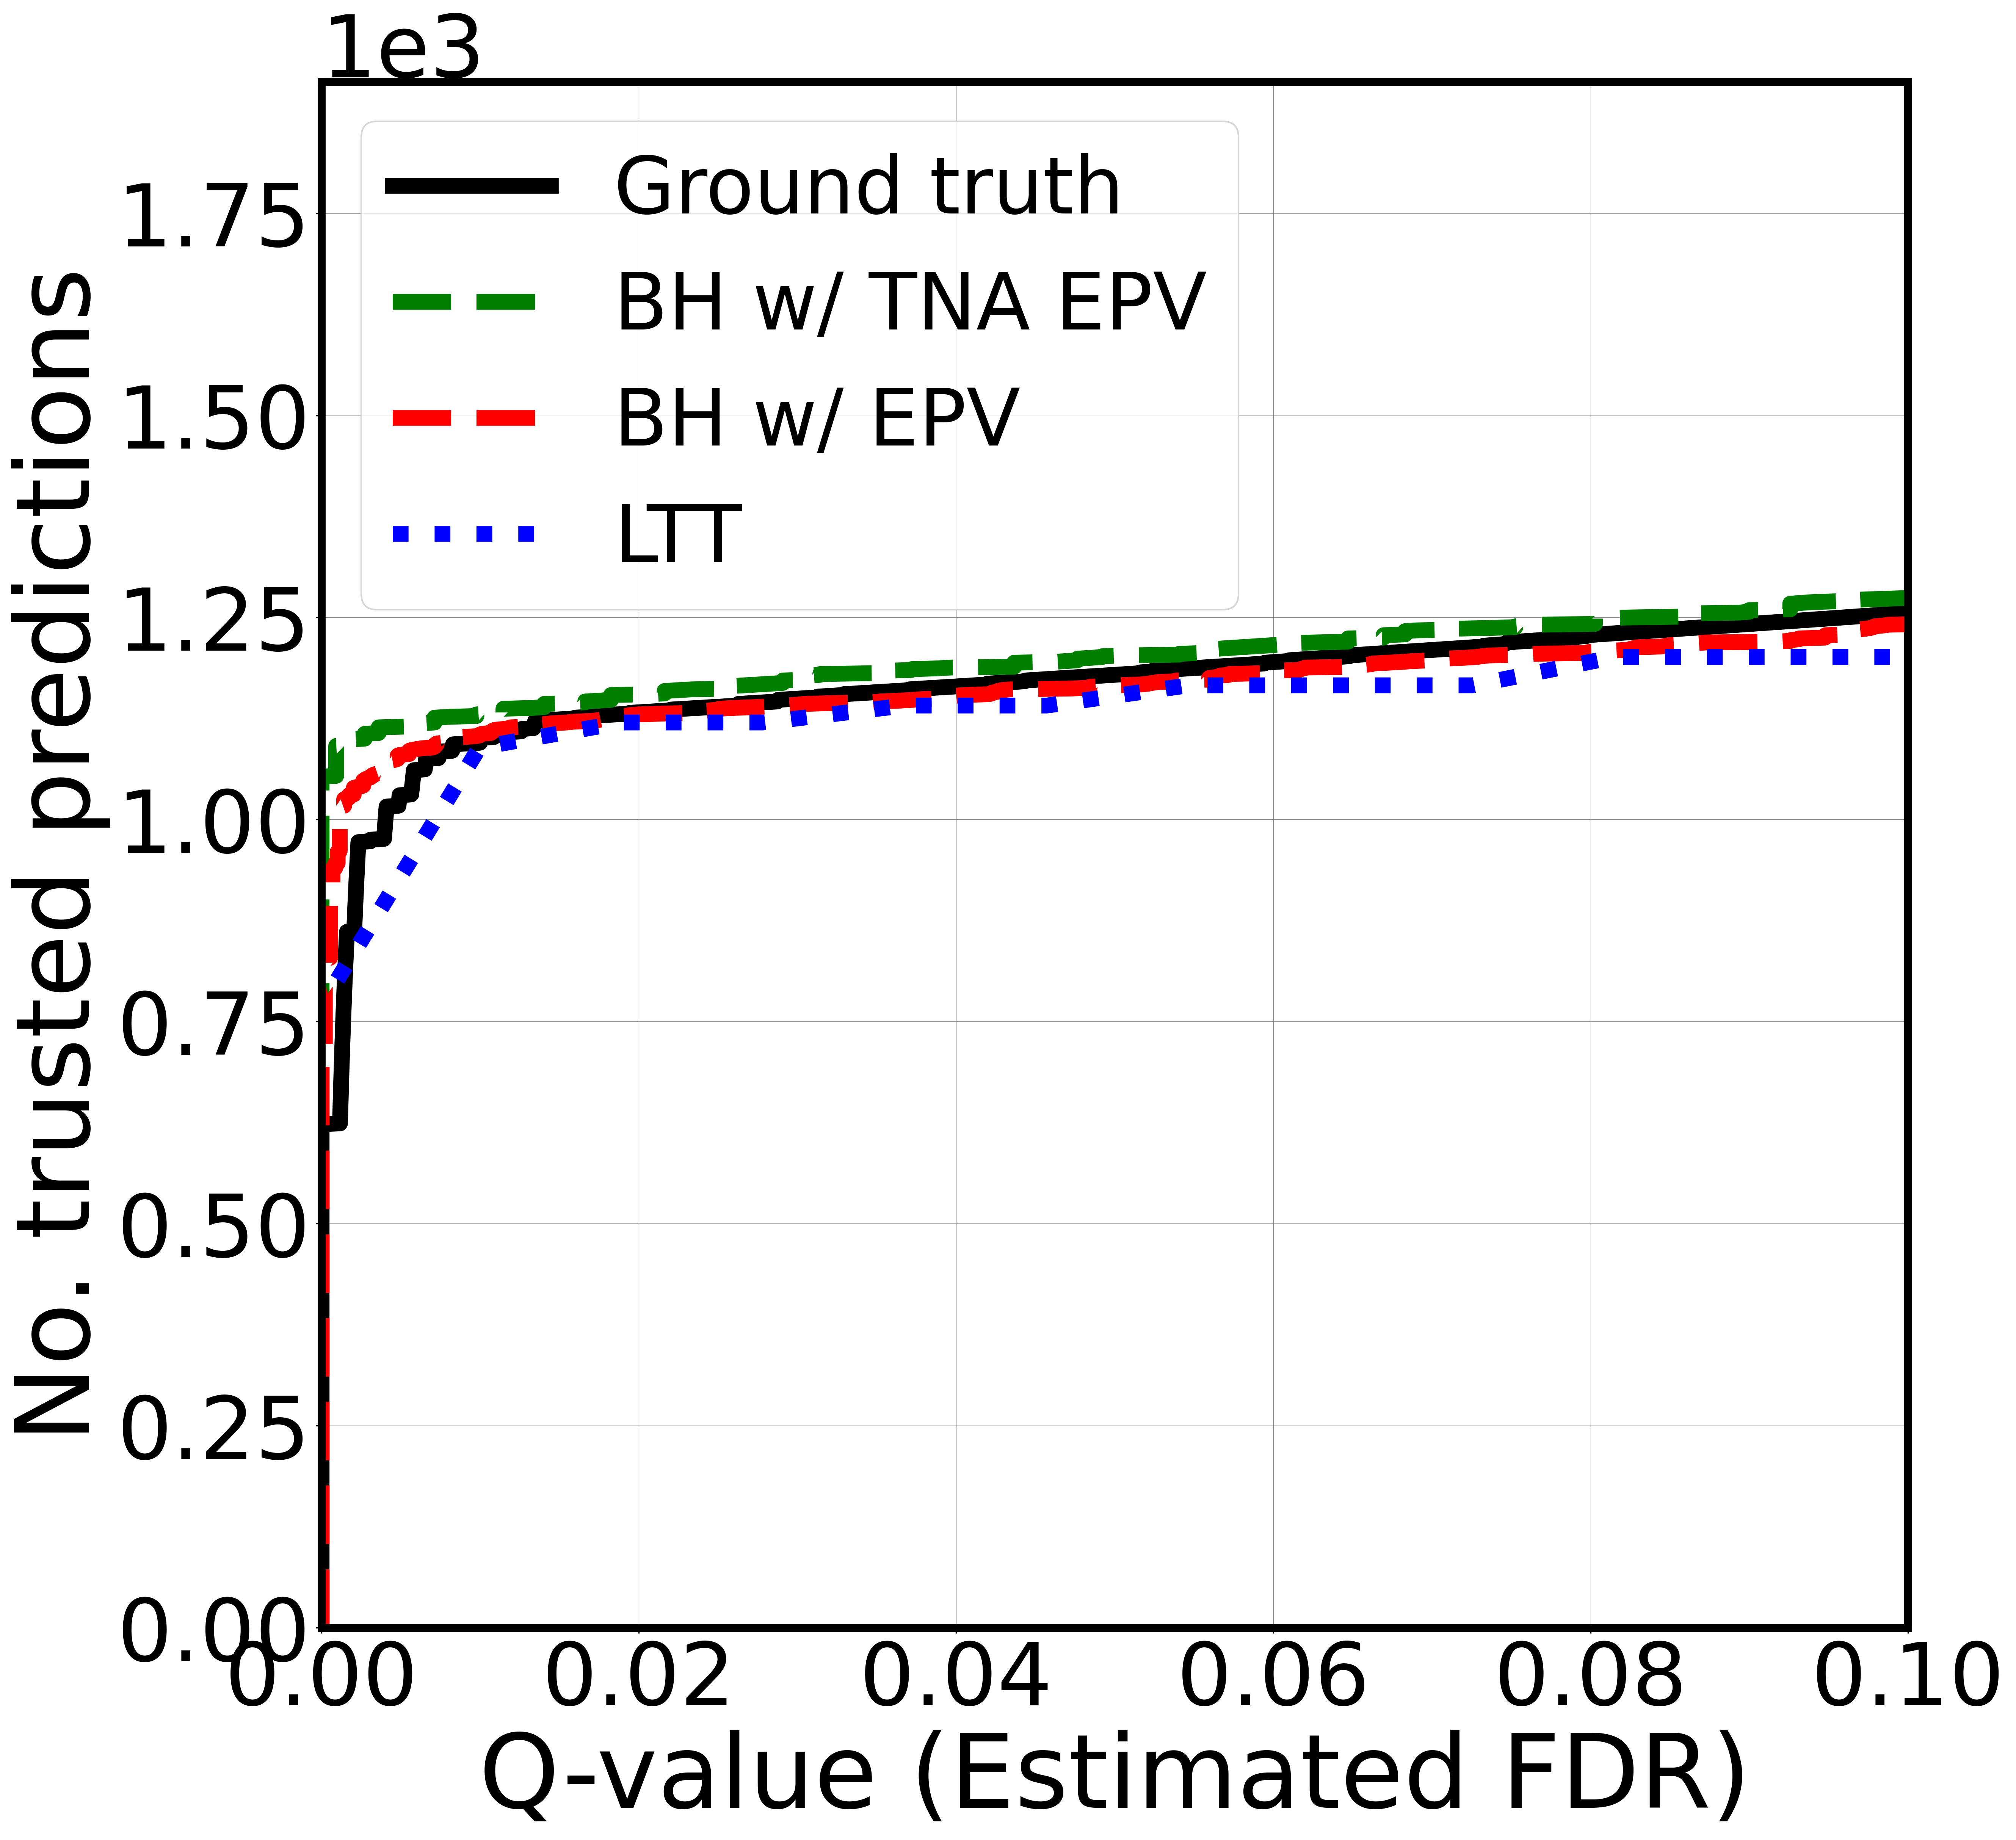 1e3
No. trusted predictions
1.75
1.50
1.25
1.00
0.75
0.50
0.25
0.00
Ground truth
BH w/ TNA EPV
BH w/ EPV
LTT
0.00 0.02 0.04 0.06 0.08 0.10
Q-value (Estimated FDR)